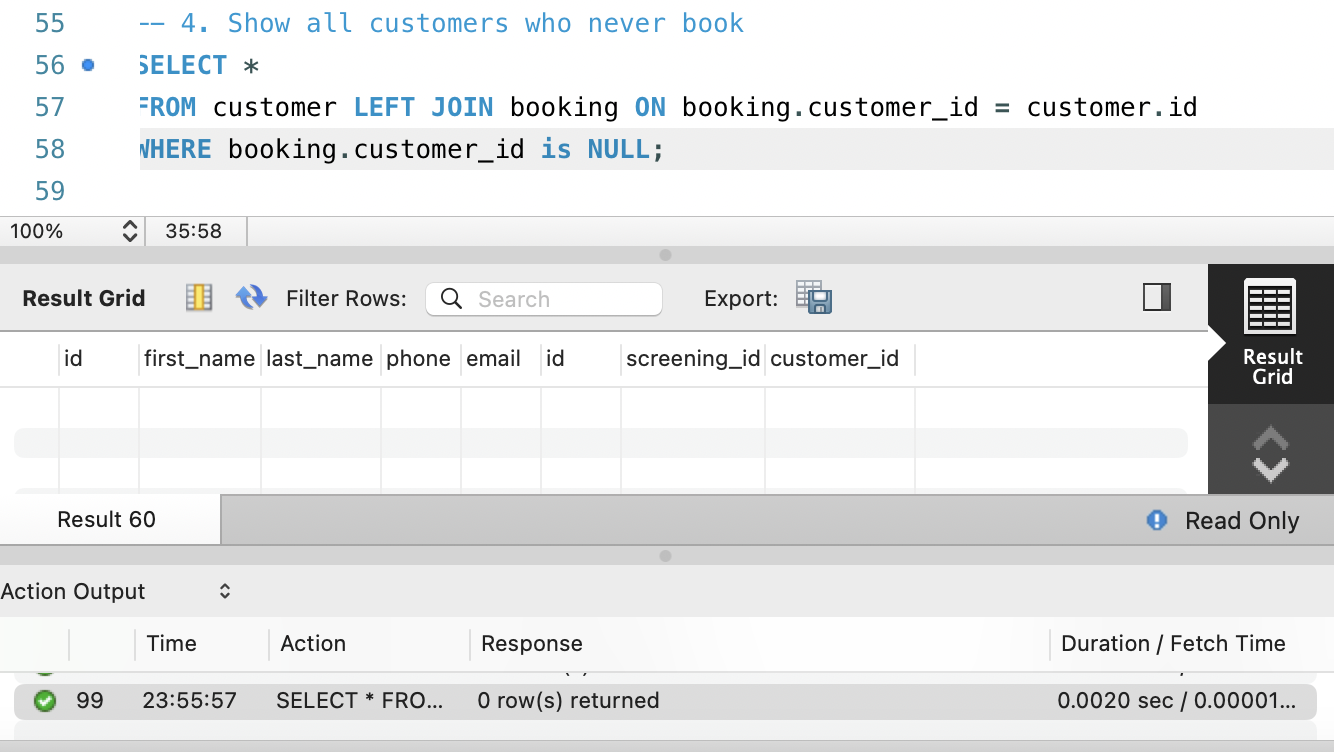 55 -- 4. Show all customers who never book
56 SELECT *
57 FROM customer LEFT JOIN booking ON booking.customer_id = customer.id
58 WHERE booking.customer_id is NULL;
59
100% 35:58
Result Grid Filter Rows: Search Export:
id first_name last_name phone email id screening_id customer_id
Result
Grid
Result 60 Read Only
Action Output
Time Action Response Duration / Fetch Time
99 23:55:57 SELECT * FRO... 0 row(s) returned 0.0020 sec / 0.00001...